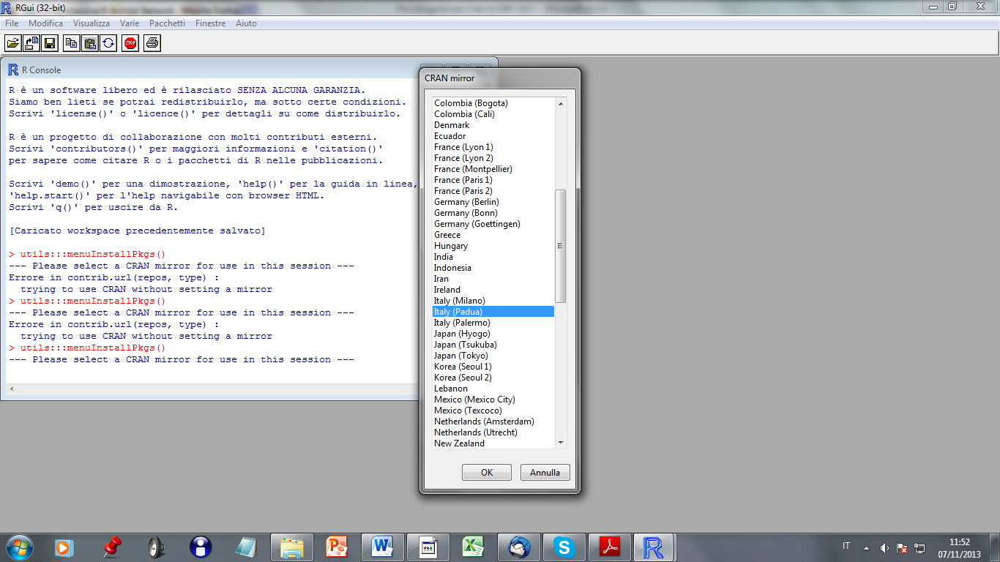 RGui (32-bit)
File Modifica Visualizza Varie Pacchetti Finestre Aiuto
STOP
R Console
R è un software libero ed è rilasciato SENZA ALCUNA GARANZIA.
Siamo ben lieti se potrai redistribuirlo, ma sotto certe condizioni.
Scrivi 'license()' o 'licence()' per dettagli su come distribuirlo.
R è un progetto di collaborazione con molti contributi esterni.
Scrivi 'contributors()' per maggiori informazioni e 'citation()'
per sapere come citare R o i pacchetti di R nelle pubblicazioni.
Scrivi 'demo()' per una dimostrazione, 'help()' per la guida in linea,
'help.start()' per l'help navigabile con browser HTML.
Scrivi 'q()' per uscire da R.
[Caricato workspace precedentemente salvato]
> utils:::menuInstallPkgs()
--- Please select a CRAN mirror for use in this session ---
Errore in contrib.url(repos, type) :
trying to use CRAN without setting a mirror
> utils:::menuInstallPkgs()
--- Please select a CRAN mirror for use in this session ---
Errore in contrib.url(repos, type) :
trying to use CRAN without setting a mirror
> utils:::menuInstallPkgs()
--- Please select a CRAN mirror for use in this session ---
CRAN mirror
Colombia (Bogota)
Colombia (Cali)
Denmark
Ecuador
France (Lyon 1)
France (Lyon 2)
France (Montpellier)
France (Paris 1)
France (Paris 2)
Germany (Berlin)
Germany (Bonn)
Germany (Goettingen)
Greece
Hungary
India
Indonesia
Iran
Ireland
Italy (Milano)
Italy (Padua)
Italy (Palermo)
Japan (Hyogo)
Japan (Tsukuba)
Japan (Tokyo)
Korea (Seoul 1)
Korea (Seoul 2)
Lebanon
Mexico (Mexico City)
Mexico (Texcoco)
Netherlands (Amsterdam)
Netherlands (Utrecht)
New Zealand
OK Annulla
IT
11:52
07/11/2013